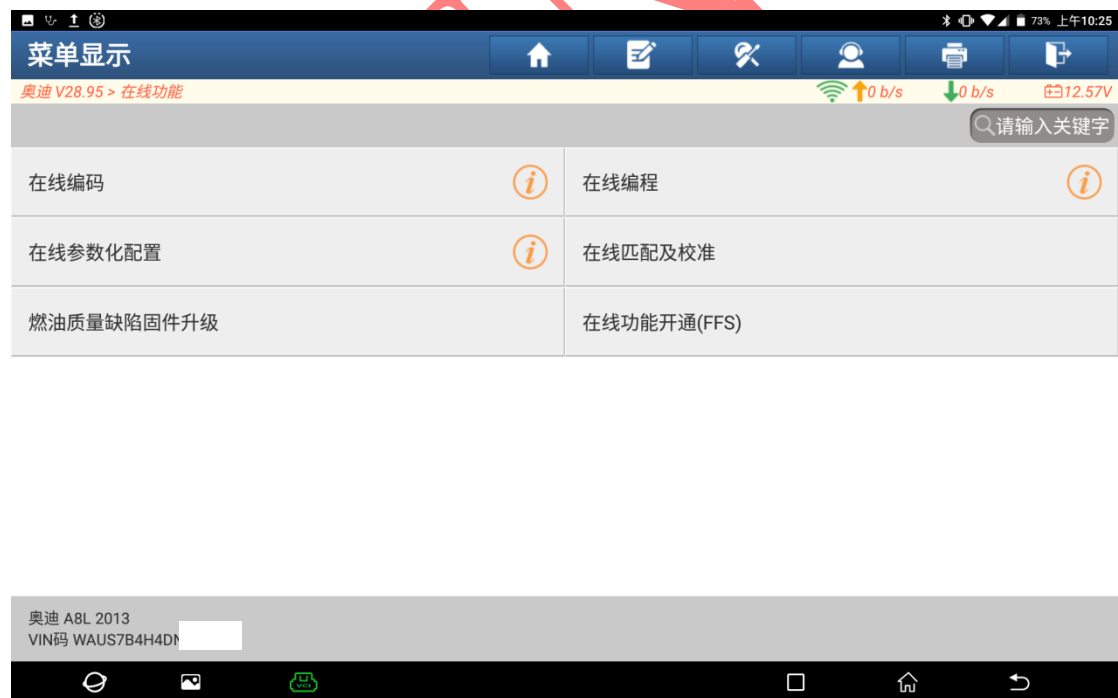 73% 上午10:25
菜单显示
奥迪 V28.95 > 在线功能
0 b/s 0 b/s 12.57V
请输入关键字
在线编码 在线编程
在线参数化配置 在线匹配及校准
燃油质量缺陷固件升级 在线功能开通(FFS)
奥迪 A8L 2013
VIN码 WAUS7B4H4DN
VCI